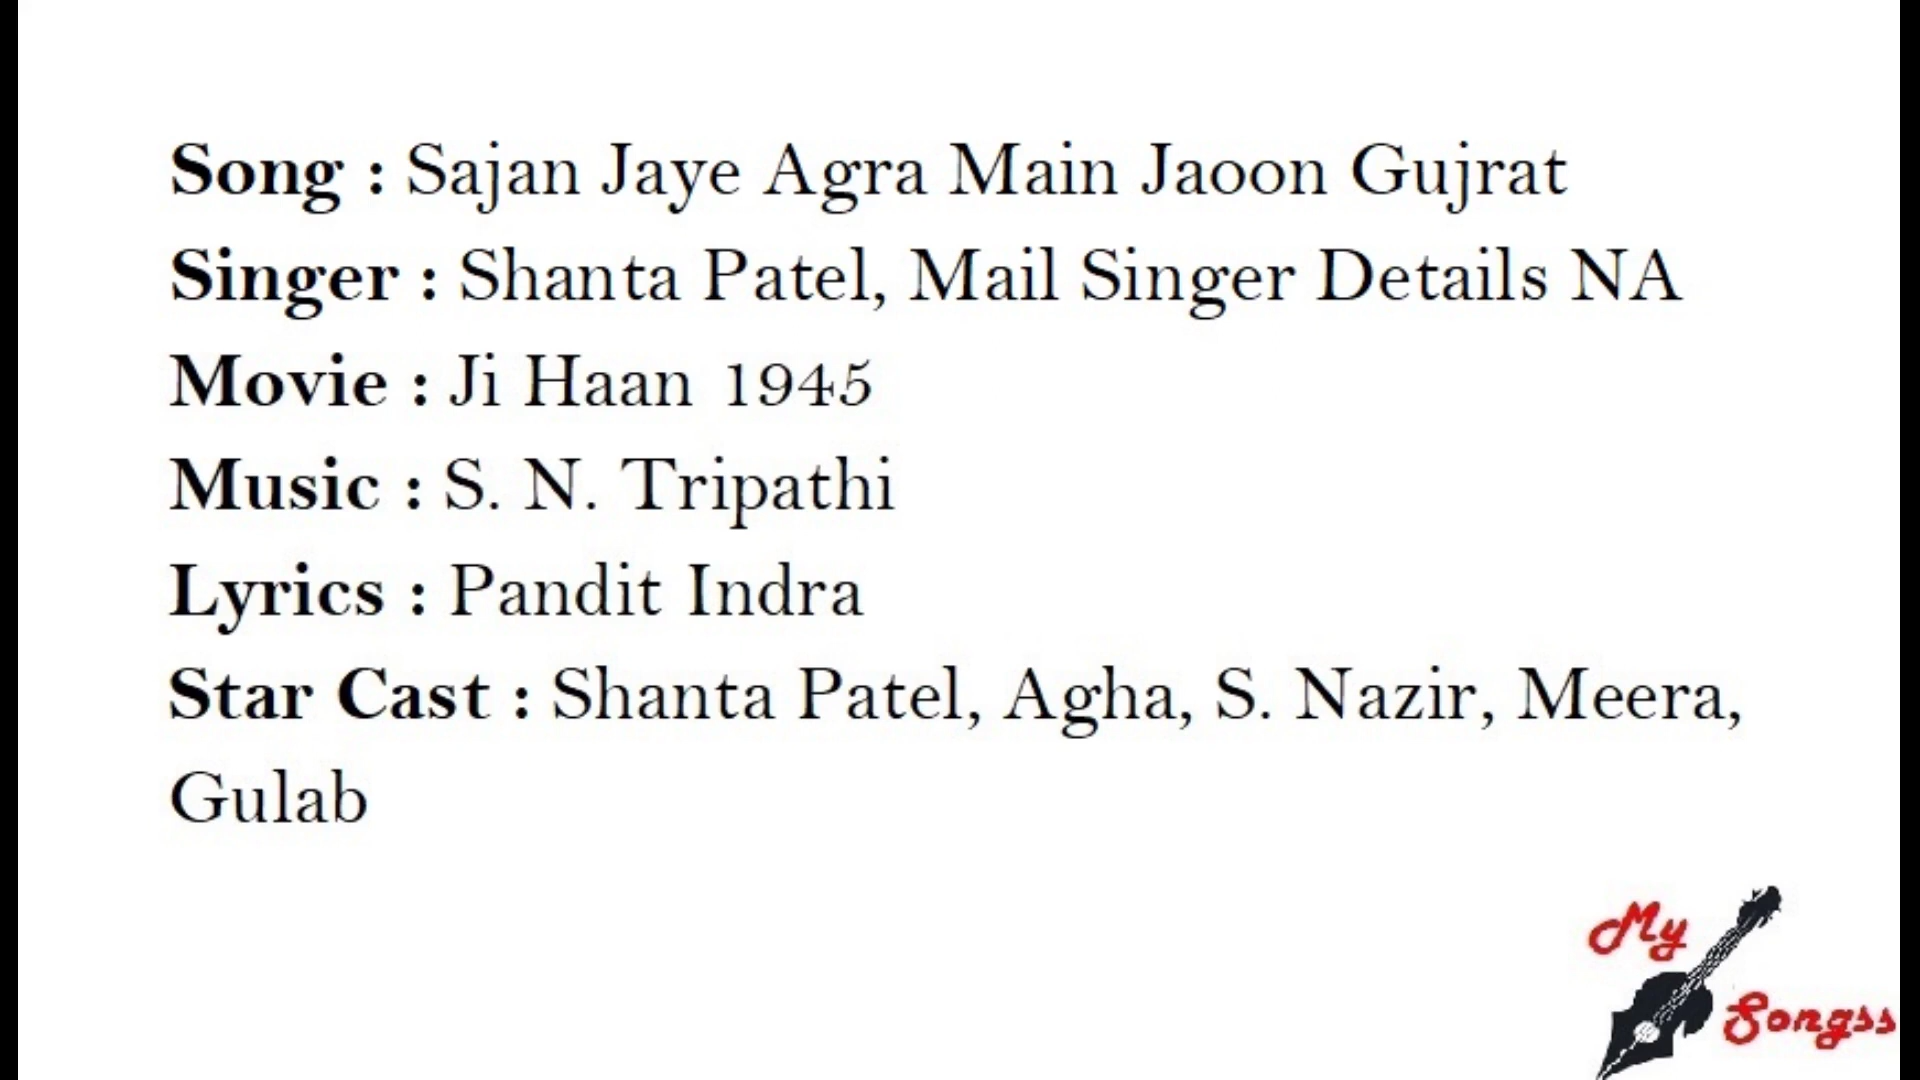 Song : Sajan Jaye Agra Main Jaoon Gujrat
Singer : Shanta Patel, Mail Singer Details NA
Movie : Ji Haan 1945
Music : S. N. Tripathi
Lyrics : Pandit Indra
Star Cast : Shanta Patel, Agha, S. Nazir, Meera,
Gulab
My
Songss